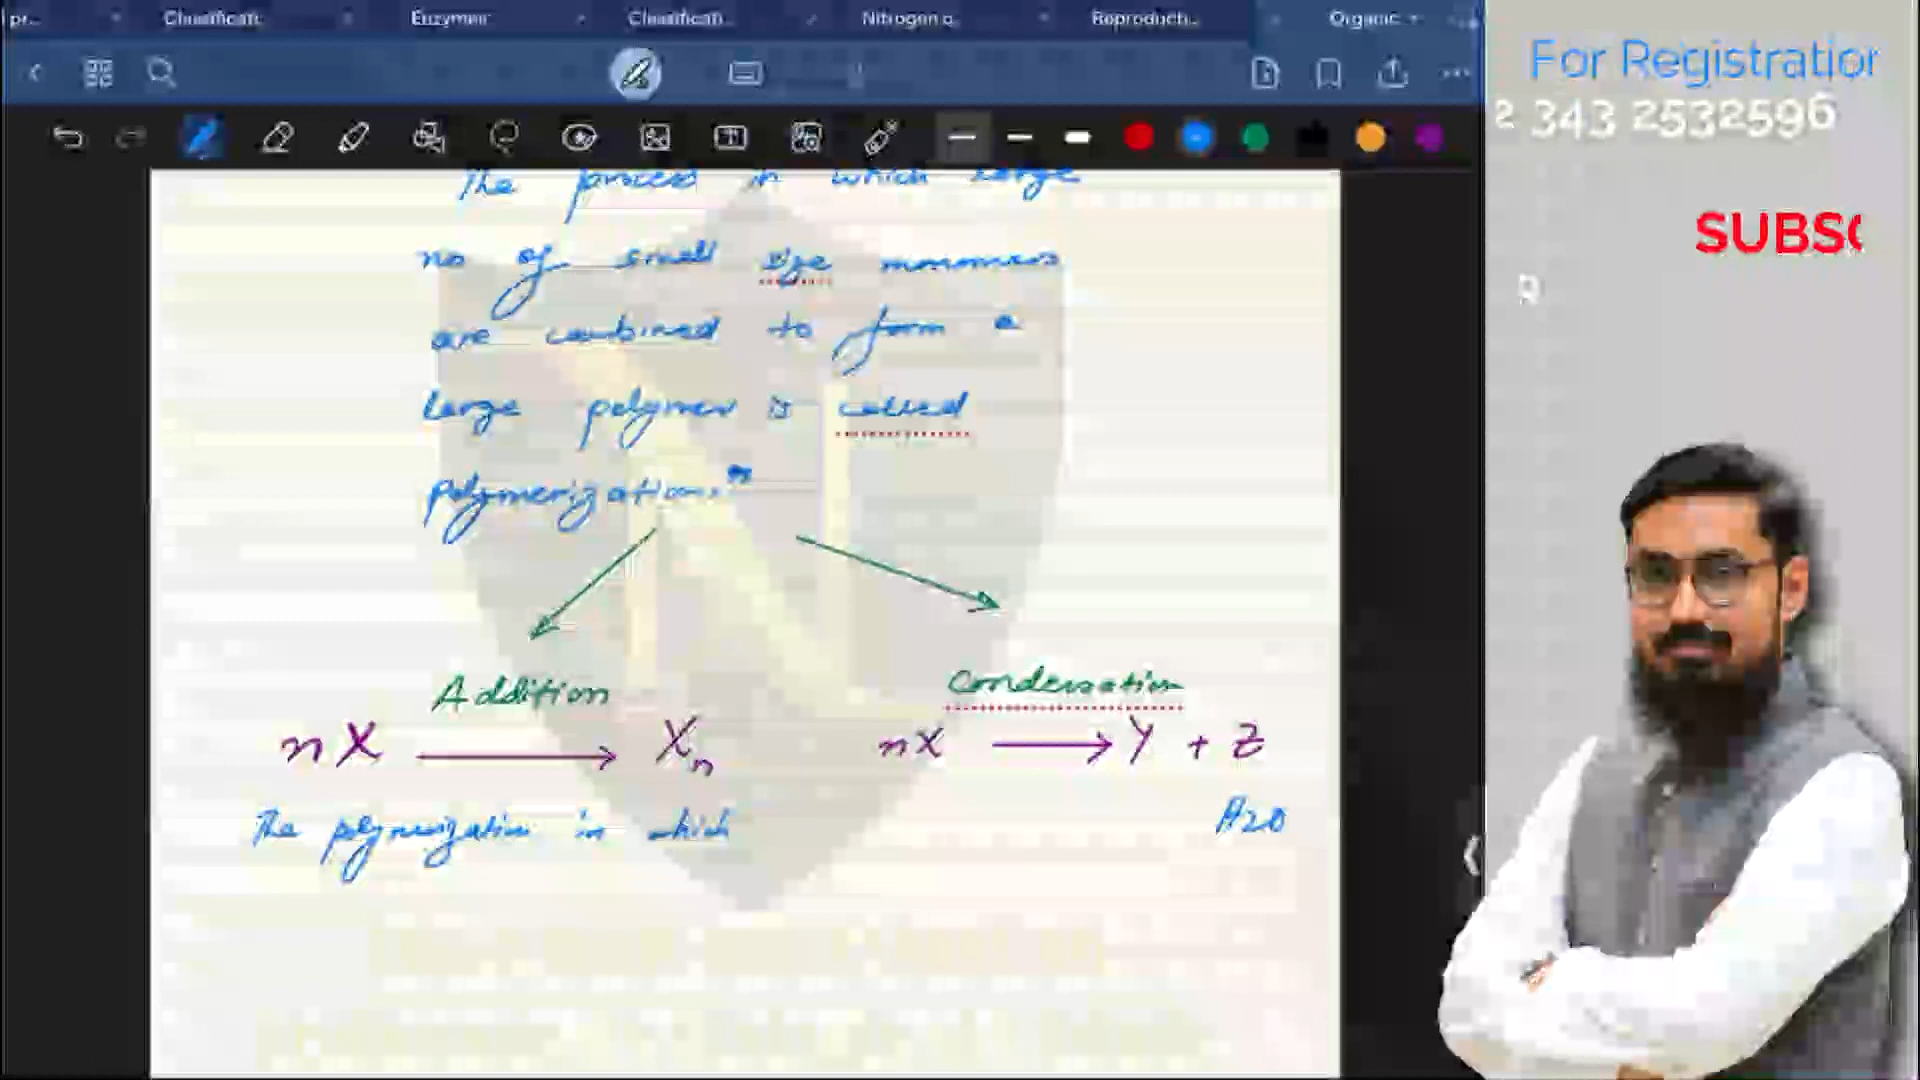 Classificati..
Enzymes
Classificati..
Nitrogen o.
Reproducti..
Organic
For Registration
2 343 2532596
SUBSC
The process in which large
no of small size monomers
are combined to form a
large polymer is called
polymerization."
Addition
Condensation
nX → Xn
nX → Y + Z
The polymerization in which
H2O